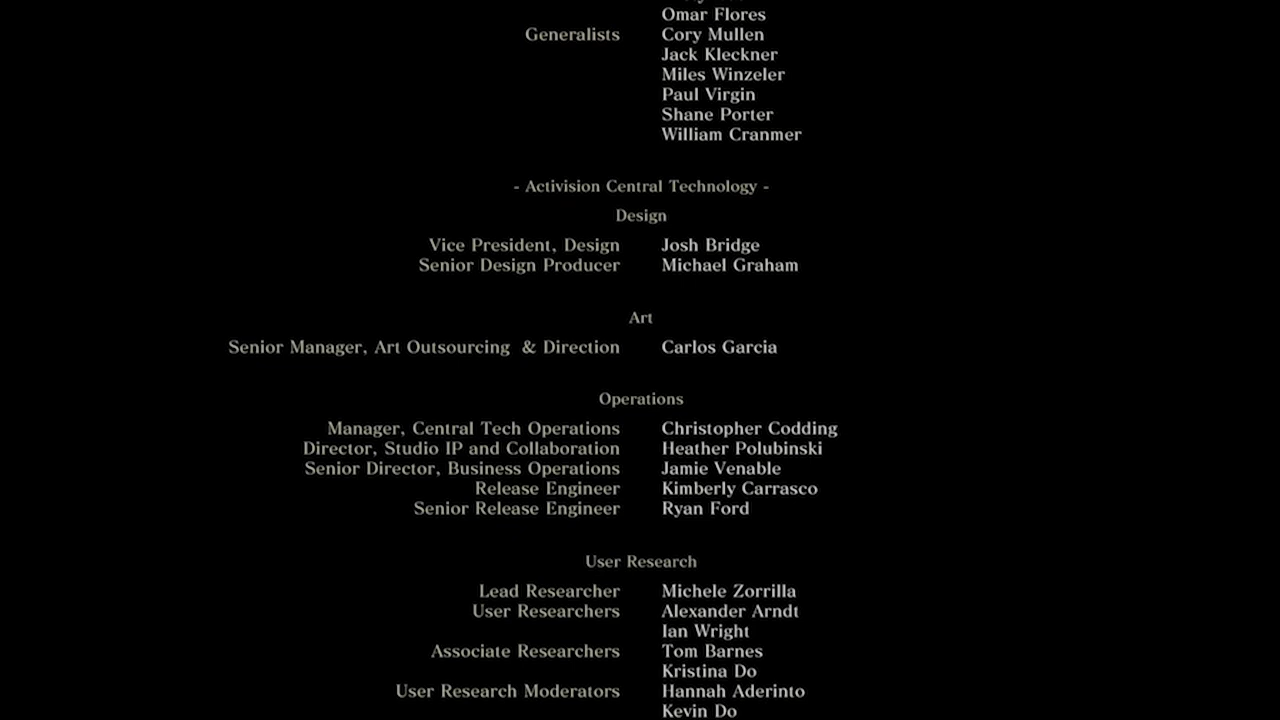 Omar Flores
Generalists Cory Mullen
Jack Kleckner
Miles Winzeler
Paul Virgin
Shane Porter
William Cranmer
- Activision Central Technology -
Design
Vice President, Design Josh Bridge
Senior Design Producer Michael Graham
Art
Senior Manager, Art Outsourcing & Direction Carlos Garcia
Operations
Manager, Central Tech Operations Christopher Codding
Director, Studio IP and Collaboration Heather Polubinski
Senior Director, Business Operations Jamie Venable
Release Engineer Kimberly Carrasco
Senior Release Engineer Ryan Ford
User Research
Lead Researcher Michele Zorrilla
User Researchers Alexander Arndt
Ian Wright
Associate Researchers Tom Barnes
Kristina Do
User Research Moderators Hannah Aderinto
Kevin Do